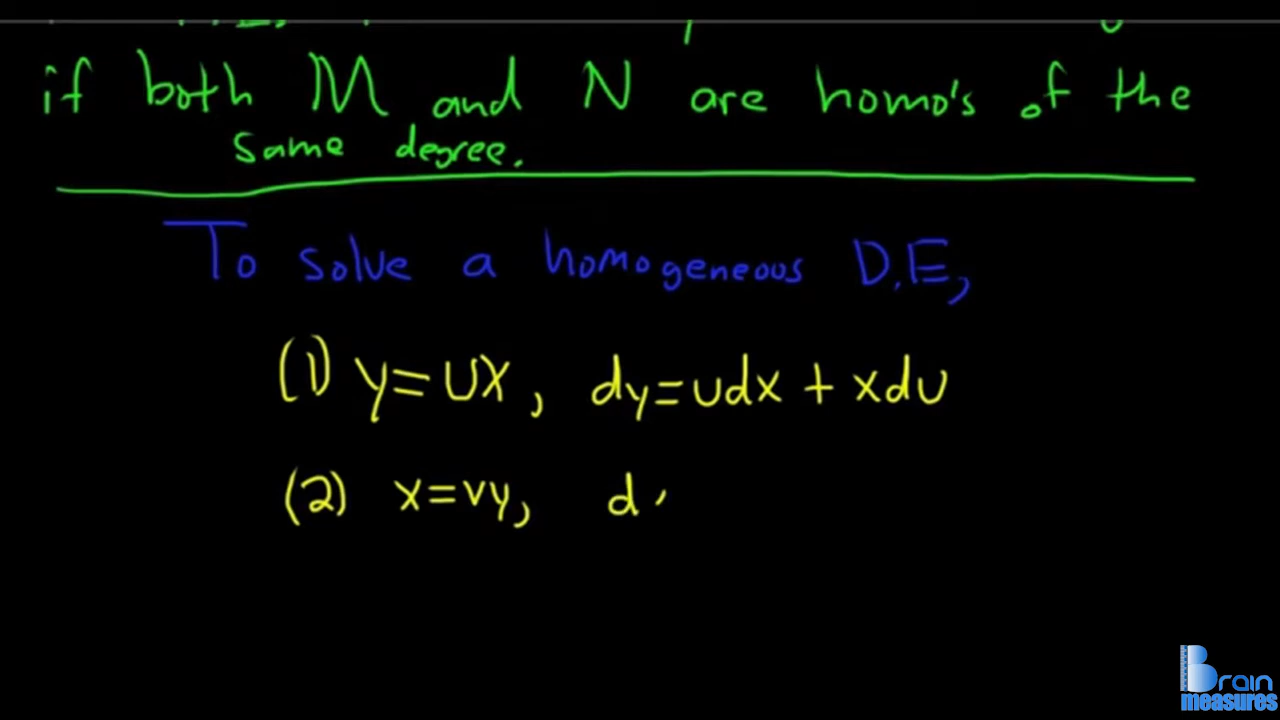 if both M and N are homo's of the
same degree.
To solve a homogeneous D.E,
(1) y=ux, dy=udx + xdu
(2) x=vy, d
Brain
measures